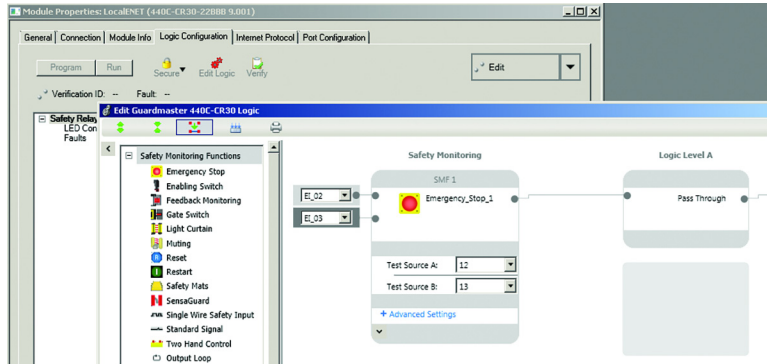 Module Properties: LocalENET (440C-CR30-22BBB 9.001)
General Connection Module Info Logic Configuration Internet Protocol Port Configuration
Program Run Secure Edit Logic Verify Edit
Verification ID: -- Fault: --
Safety Relay
LED Con
Faults
Edit Guardmaster 440C-CR30 Logic
Safety Monitoring Functions
Emergency Stop
Enabling Switch
Feedback Monitoring
Gate Switch
Light Curtain
Muting
Reset
Restart
Safety Mats
SensaGuard
Single Wire Safety Input
Standard Signal
Two Hand Control
Output Loop
Safety Monitoring
SMF 1
EI_02
EI_03
Emergency_Stop_1
Test Source A: 12
Test Source B: 13
+ Advanced Settings
Logic Level A
Pass Through